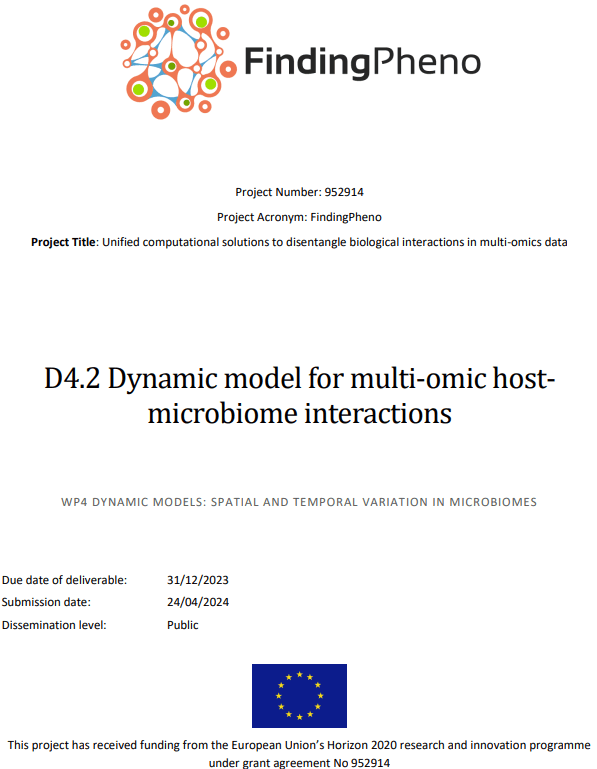 FindingPheno
Project Number: 952914
Project Acronym: FindingPheno
Project Title: Unified computational solutions to disentangle biological interactions in multi-omics data
D4.2 Dynamic model for multi-omic host-
microbiome interactions
WP4 DYNAMIC MODELS: SPATIAL AND TEMPORAL VARIATION IN MICROBIOMES
Due date of deliverable: 31/12/2023
Submission date: 24/04/2024
Dissemination level: Public
This project has received funding from the European Union’s Horizon 2020 research and innovation programme
under grant agreement No 952914